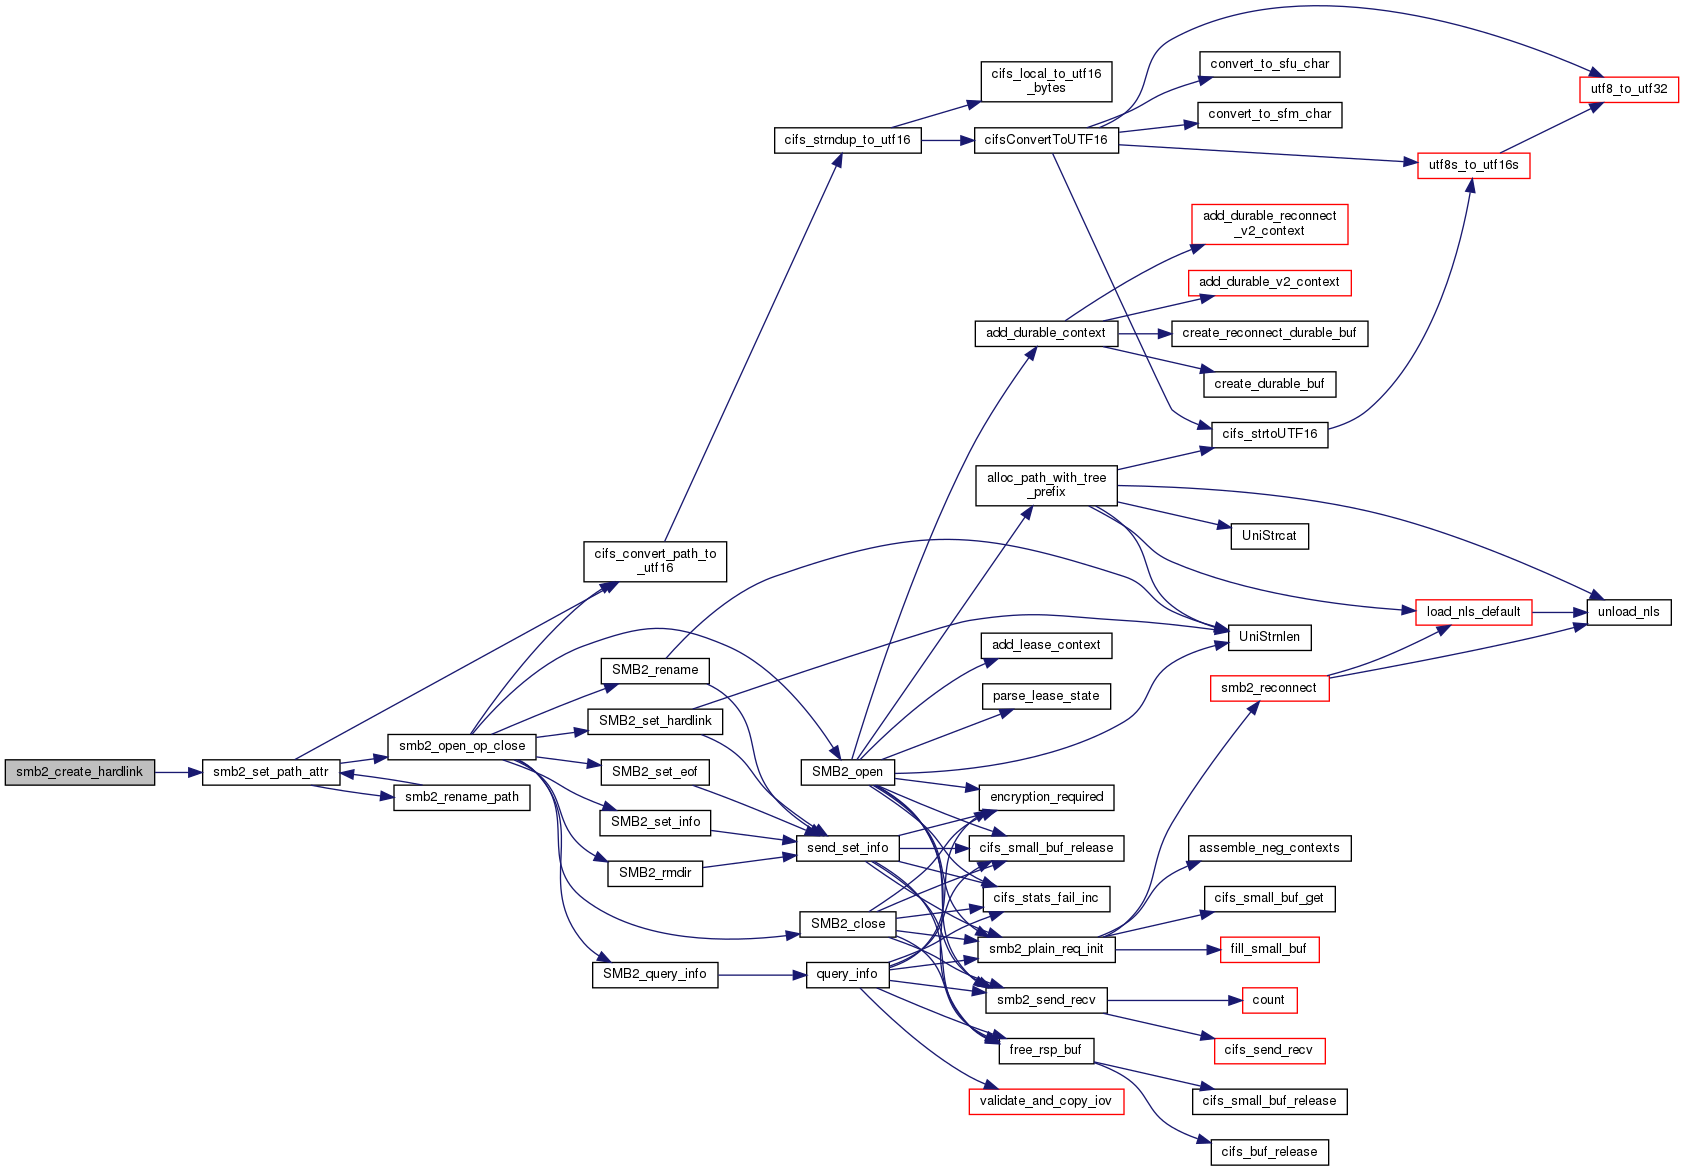 smb2_create_hardlink
smb2_set_path_attr
smb2_open_op_close
smb2_rename_path
cifs_convert_path_to
_utf16
SMB2_rename
SMB2_set_hardlink
SMB2_set_eof
SMB2_set_info
SMB2_rmdir
SMB2_query_info
cifs_strndup_to_utf16
SMB2_open
send_set_info
SMB2_close
query_info
cifs_local_to_utf16
_bytes
cifsConvertToUTF16
add_durable_context
alloc_path_with_tree
_prefix
add_lease_context
parse_lease_state
encryption_required
cifs_small_buf_release
cifs_stats_fail_inc
smb2_plain_req_init
smb2_send_recv
free_rsp_buf
validate_and_copy_iov
convert_to_sfu_char
convert_to_sfm_char
add_durable_reconnect
_v2_context
add_durable_v2_context
create_reconnect_durable_buf
create_durable_buf
cifs_strtoUTF16
UniStrcat
UniStrnlen
smb2_reconnect
assemble_neg_contexts
cifs_small_buf_get
fill_small_buf
count
cifs_send_recv
cifs_small_buf_release
cifs_buf_release
utf8s_to_utf16s
load_nls_default
utf8_to_utf32
unload_nls